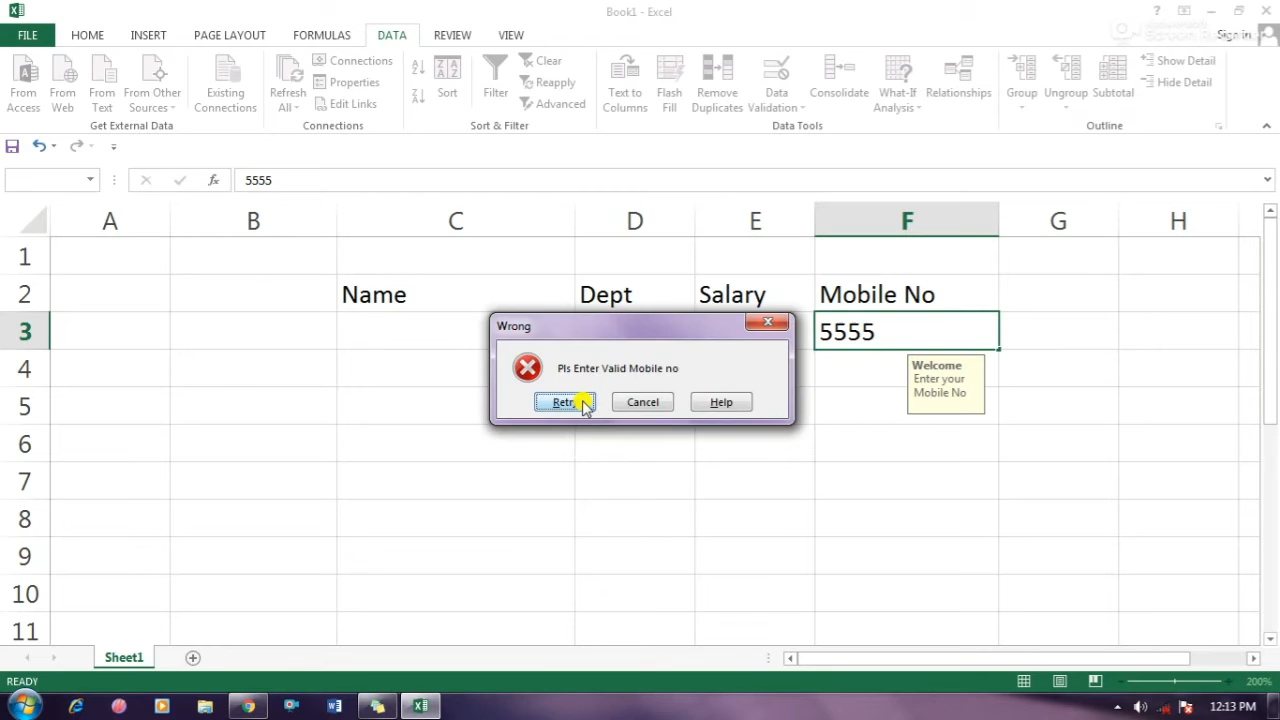 Book1 - Excel
?
FILE HOME INSERT PAGE LAYOUT FORMULAS DATA REVIEW VIEW Sign in
From Access
From Web
From Text
From Other Sources
Existing Connections
Refresh All
Connections
Properties
Edit Links
Sort
Filter
Clear
Reapply
Advanced
Text to Columns
Flash Fill
Remove Duplicates
Data Validation
Consolidate
What-If Analysis
Relationships
Group
Ungroup
Subtotal
Show Detail
Hide Detail
Get External Data Connections Sort & Filter Data Tools Outline
fx 5555
A B C D E F G H
1
2 Name Dept Salary Mobile No
3 5555
4
5
6
7
8
9
10
11
Wrong
Pls Enter Valid Mobile no
Retry Cancel Help
Welcome
Enter your
Mobile No
Sheet1
READY 200%
12:13 PM